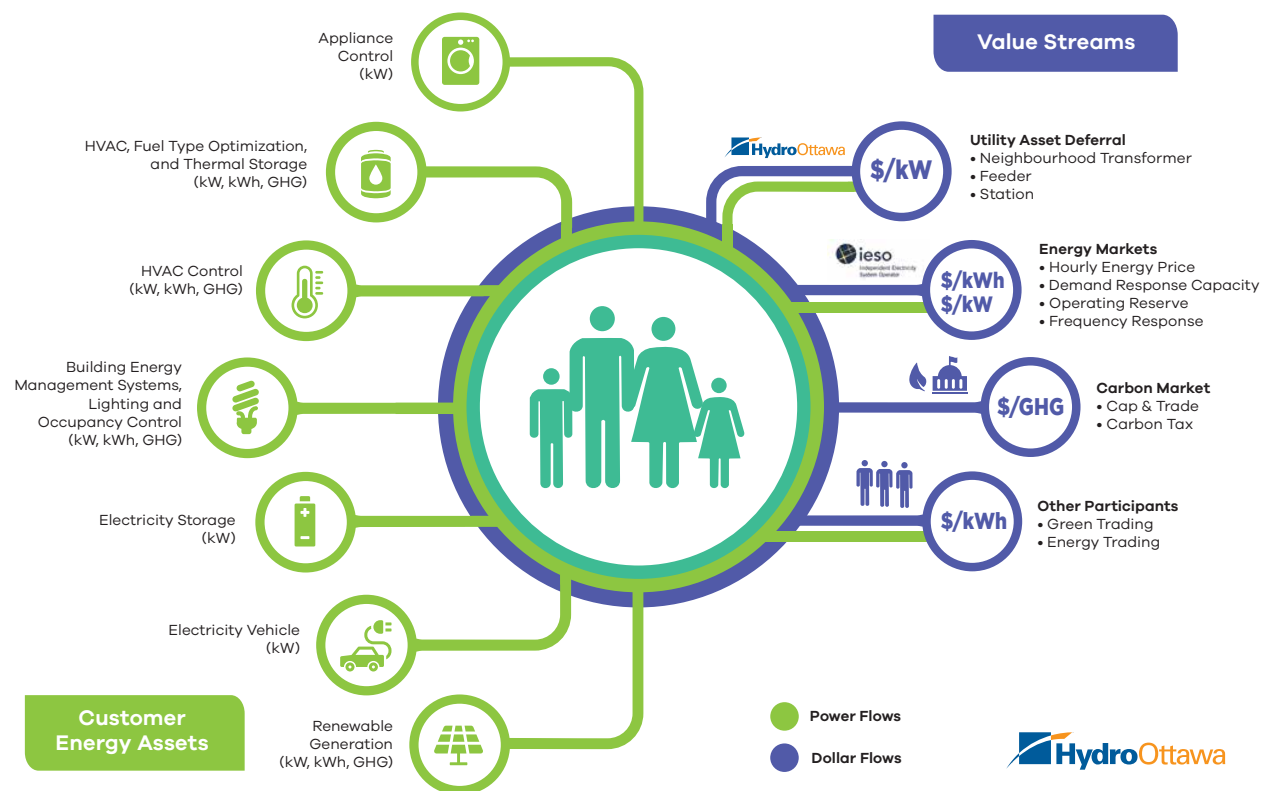 Appliance
Control
(kW)
HVAC, Fuel Type Optimization,
and Thermal Storage
(kW, kWh, GHG)
HVAC Control
(kW, kWh, GHG)
Building Energy
Management Systems,
Lighting and
Occupancy Control
(kW, kWh, GHG)
Electricity Storage
(kW)
Electricity Vehicle
(kW)
Renewable
Generation
(kW, kWh, GHG)
Customer
Energy Assets
Value Streams
HydroOttawa
$/kW
Utility Asset Deferral
• Neighbourhood Transformer
• Feeder
• Station
ieso
Independent Electricity
System Operator
$/kWh
$/kW
Energy Markets
• Hourly Energy Price
• Demand Response Capacity
• Operating Reserve
• Frequency Response
$/GHG
Carbon Market
• Cap & Trade
• Carbon Tax
$/kWh
Other Participants
• Green Trading
• Energy Trading
Power Flows
Dollar Flows
HydroOttawa